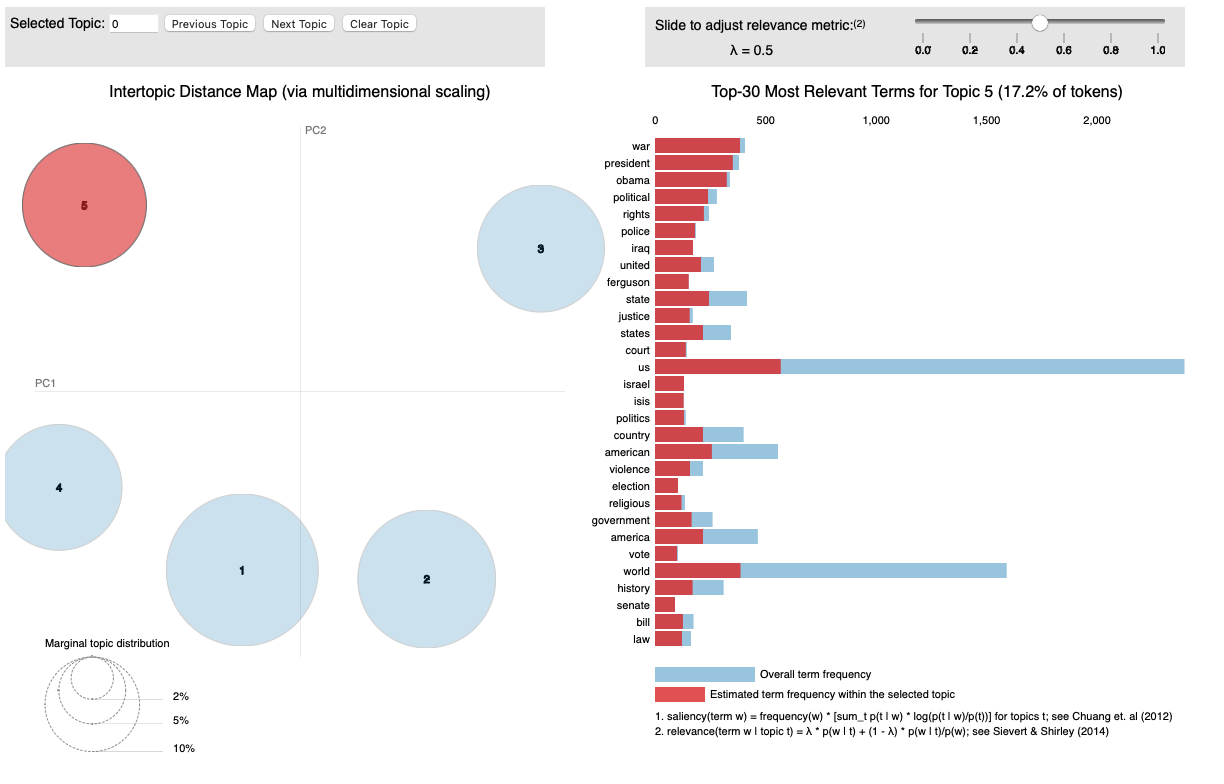 Selected Topic: 0 Previous Topic Next Topic Clear Topic
Slide to adjust relevance metric:(2)
λ = 0.5
0.0 0.2 0.4 0.6 0.8 1.0
Intertopic Distance Map (via multidimensional scaling)
PC2
PC1
5
3
4
1
2
Marginal topic distribution
2%
5%
10%
Top-30 Most Relevant Terms for Topic 5 (17.2% of tokens)
0 500 1,000 1,500 2,000
war
president
obama
political
rights
police
iraq
united
ferguson
state
justice
states
court
us
israel
isis
politics
country
american
violence
election
religious
government
america
vote
world
history
senate
bill
law
Overall term frequency
Estimated term frequency within the selected topic
1. saliency(term w) = frequency(w) * [sum_t p(t | w) * log(p(t | w)/p(t))] for topics t; see Chuang et. al (2012)
2. relevance(term w | topic t) = λ * p(w | t) + (1 - λ) * p(w | t)/p(w); see Sievert & Shirley (2014)